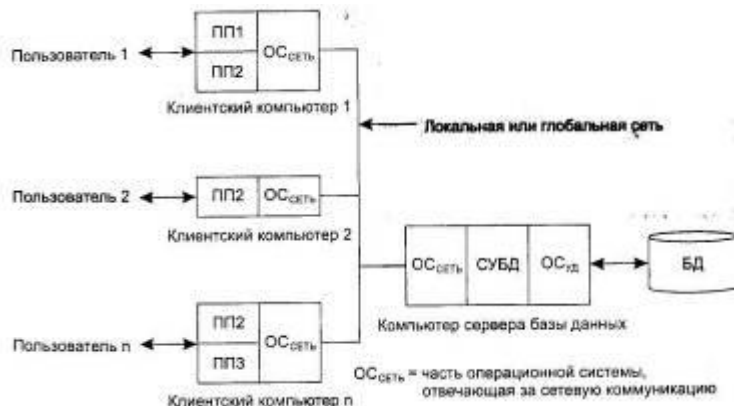 Пользователь 1
ПП1
ПП2
ОСсеть
Клиентский компьютер 1
Локальная или глобальная сеть
Пользователь 2
ПП2
ОСсеть
Клиентский компьютер 2
ОСсеть
СУБД
ОСуд
БД
Компьютер сервера базы данных
Пользователь n
ПП2
ПП3
ОСсеть
Клиентский компьютер n
ОСсеть = часть операционной системы,
отвечающая за сетевую коммуникацию